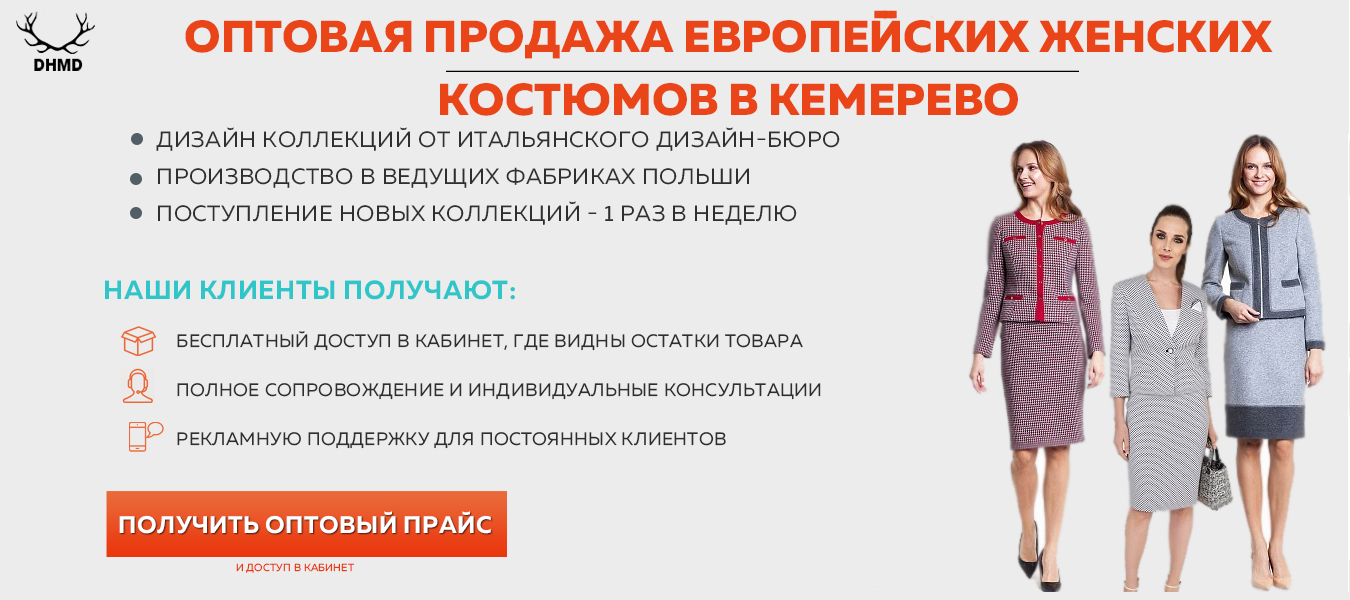 DHMD
ОПТОВАЯ ПРОДАЖА ЕВРОПЕЙСКИХ ЖЕНСКИХ
КОСТЮМОВ В КЕМЕРЕВО
ДИЗАЙН КОЛЛЕКЦИЙ ОТ ИТАЛЬЯНСКОГО ДИЗАЙН-БЮРО
ПРОИЗВОДСТВО В ВЕДУЩИХ ФАБРИКАХ ПОЛЬШИ
ПОСТУПЛЕНИЕ НОВЫХ КОЛЛЕКЦИЙ - 1 РАЗ В НЕДЕЛЮ
НАШИ КЛИЕНТЫ ПОЛУЧАЮТ:
БЕСПЛАТНЫЙ ДОСТУП В КАБИНЕТ, ГДЕ ВИДНЫ ОСТАТКИ ТОВАРА
ПОЛНОЕ СОПРОВОЖДЕНИЕ И ИНДИВИДУАЛЬНЫЕ КОНСУЛЬТАЦИИ
РЕКЛАМНУЮ ПОДДЕРЖКУ ДЛЯ ПОСТОЯННЫХ КЛИЕНТОВ
ПОЛУЧИТЬ ОПТОВЫЙ ПРАЙС
И ДОСТУП В КАБИНЕТ